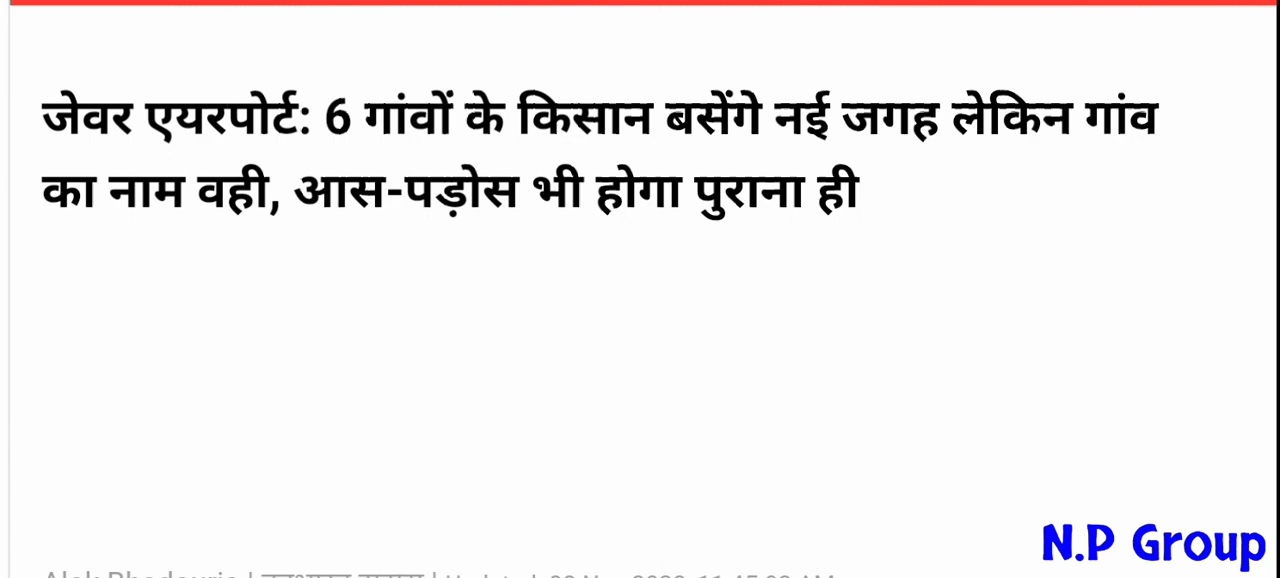 जेवर एयरपोर्ट: 6 गांवों के किसान बसेंगे नई जगह लेकिन गांव
का नाम वही, आस-पड़ोस भी होगा पुराना ही
N.P Group